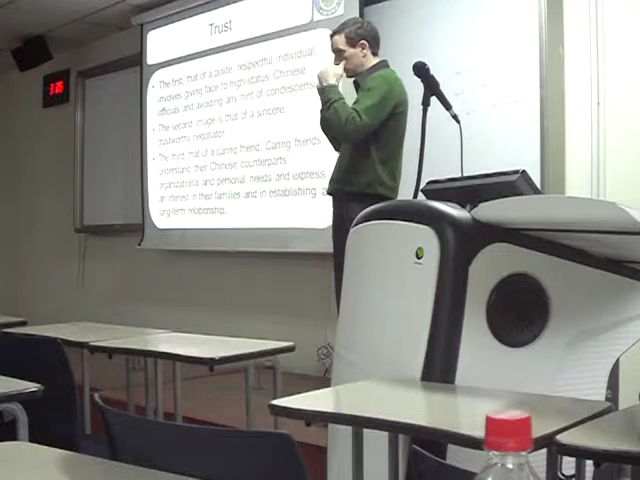 Trust
• The first, that of a polite, respectful individual,
involves giving face to high-status Chinese
officials and avoiding any hint of condescens
• The second image is that of a sincere,
trustworthy negotiator.
• The third, that of a caring friend. Caring friends
understand their Chinese counterparts'
organizational and personal needs and express
an interest in their families and in establishing a
long-term relationship.